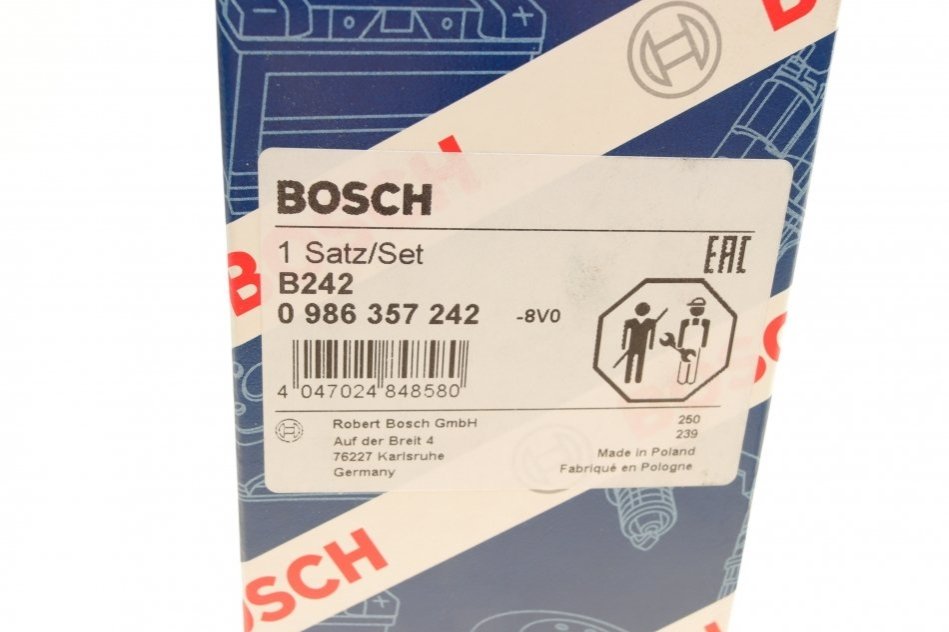 BOSCH
BOSCH
1 Satz/Set
EAC
B242
0 986 357 242 -8V0
4 047024 848580
Robert Bosch GmbH
Auf der Breit 4
76227 Karlsruhe
Germany
250
239
Made in Poland
Fabriqué en Pologne
BOSCH
OSCH